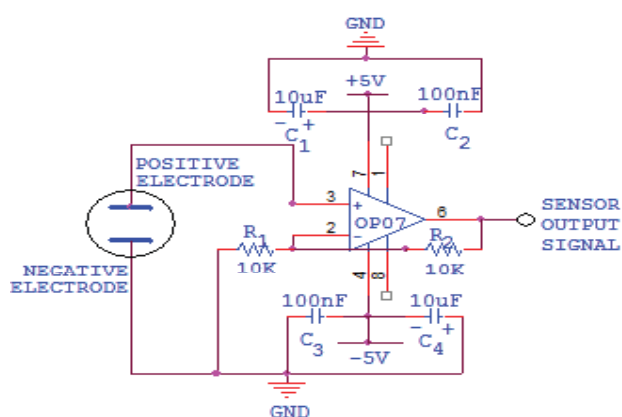 GND
+5V
10uF
100nF
- +
C1
C2
POSITIVE
ELECTRODE
7
1
3
+
OP07
6
2
-
SENSOR
OUTPUT
SIGNAL
R1
R2
10K
10K
NEGATIVE
ELECTRODE
4
8
100nF
10uF
- +
C3
C4
-5V
GND